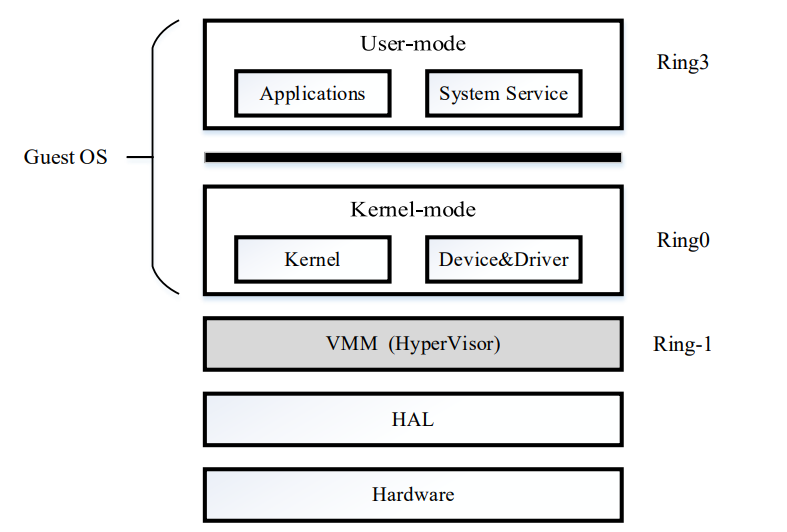 User-mode
Ring3
Applications
System Service
Guest OS
Kernel-mode
Ring0
Kernel
Device&Driver
VMM (HyperVisor)
Ring-1
HAL
Hardware